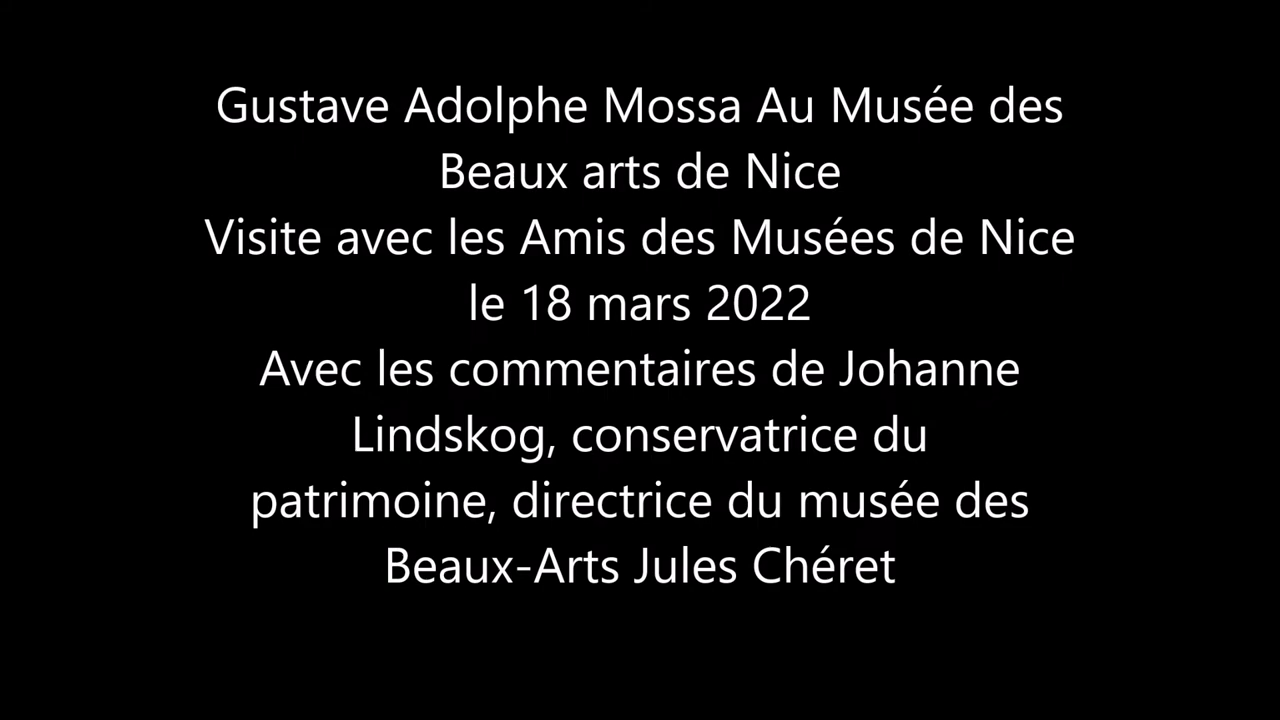 Gustave Adolphe Mossa Au Musée des
Beaux arts de Nice
Visite avec les Amis des Musées de Nice
le 18 mars 2022
Avec les commentaires de Johanne
Lindskog, conservatrice du
patrimoine, directrice du musée des
Beaux-Arts Jules Chéret